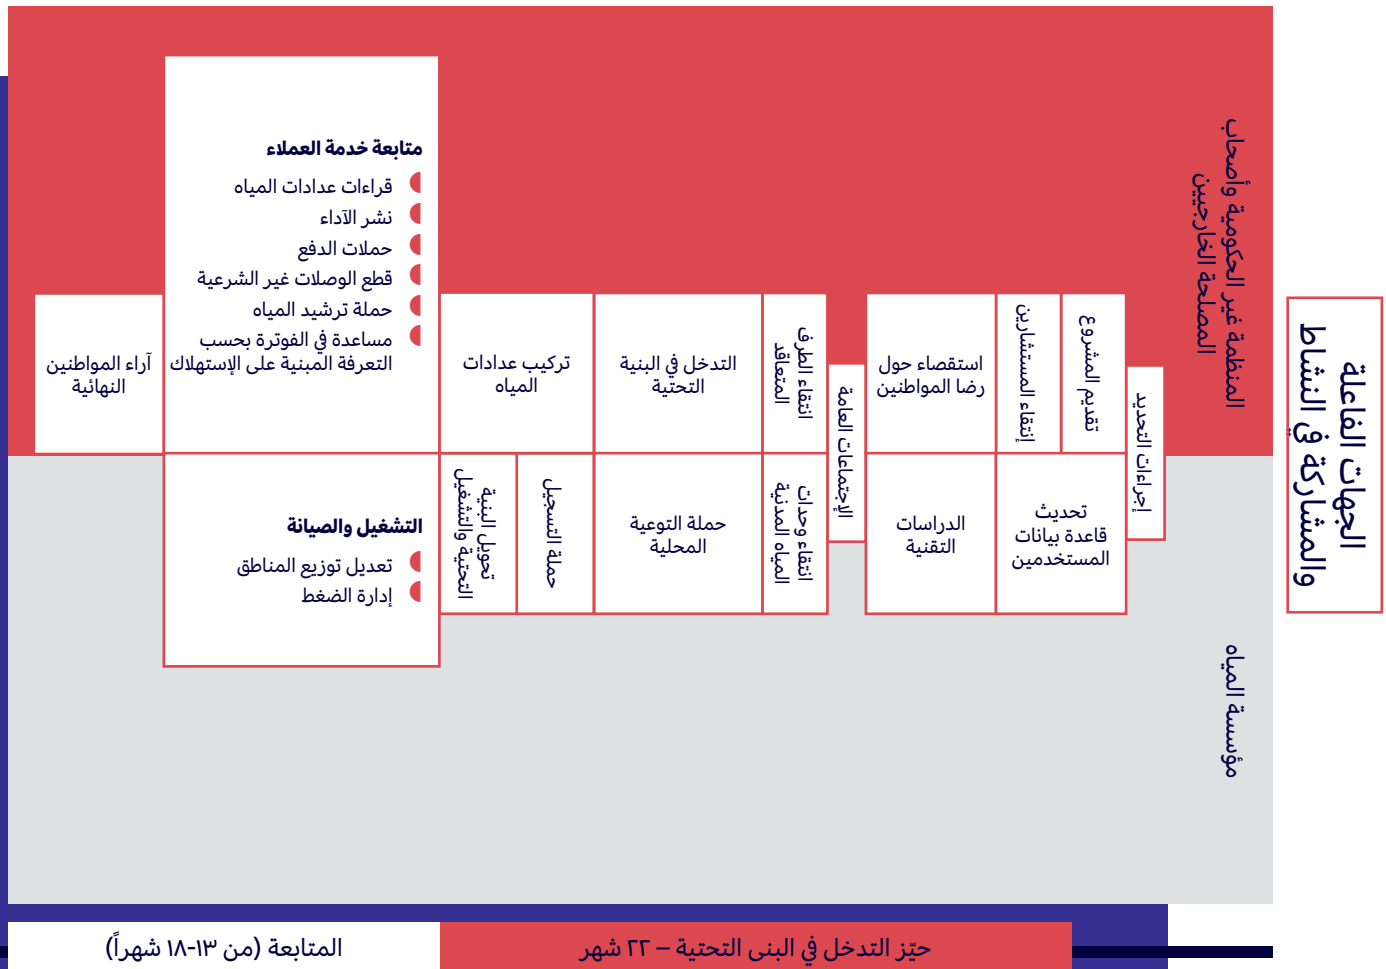 الجهات الفاعلة
والمشاركة في النشاط
المنظمة غير الحكومية وأصحاب
المصلحة الخارجيين
مؤسسة المياه
إجراءات التحديد
تقديم المشروع
إنتقاء المستشارين
تحديث
قاعدة بيانات
المستخدمين
استقصاء حول
رضا المواطنين
الدراسات
التقنية
الإجتماعات العامة
انتقاء الطرف
المتعاقد
انتقاء وحدات
المياه المدنية
التدخل في البنية
التحتية
حملة التوعية
المحلية
تركيب عدادات
المياه
حملة التسجيل
تحويل البنية
التحتية والتشغيل
متابعة خدمة العملاء
قراءات عدادات المياه
نشر الآداء
حملات الدفع
قطع الوصلات غير الشرعية
حملة ترشيد المياه
مساعدة في الفوترة بحسب
التعرفة المبنية على الإستهلاك
التشغيل والصيانة
تعديل توزيع المناطق
إدارة الضغط
آراء المواطنين
النهائية
حيّز التدخل في البنى التحتية – ٢٢ شهر
المتابعة (من ١٣-١٨ شهراً)